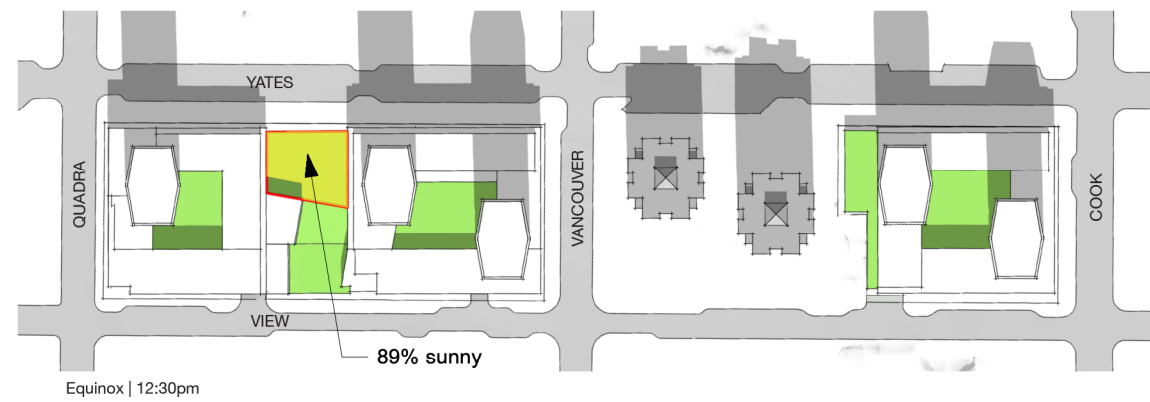 YATES
QUADRA
VANCOUVER
COOK
VIEW
89% sunny
Equinox | 12:30pm